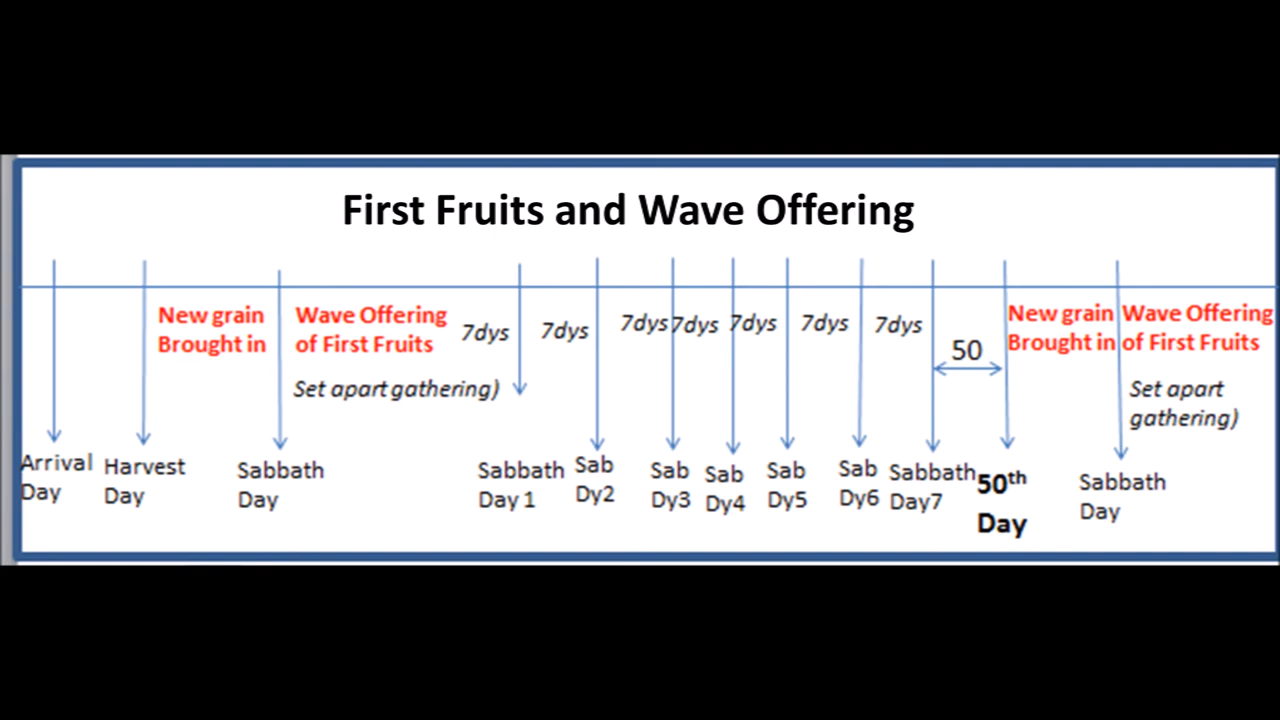 First Fruits and Wave Offering
New grain
Brought in
Wave Offering
of First Fruits
Set apart gathering)
7dys
7dys
7dys
7dys
7dys
7dys
7dys
50
New grain
Brought in
Wave Offering
of First Fruits
Set apart
gathering)
Arrival
Day
Harvest
Day
Sabbath
Day
Sabbath
Day 1
Sab
Dy2
Sab
Dy3
Sab
Dy4
Sab
Dy5
Sab
Dy6
Sabbath
Day7
50th
Day
Sabbath
Day